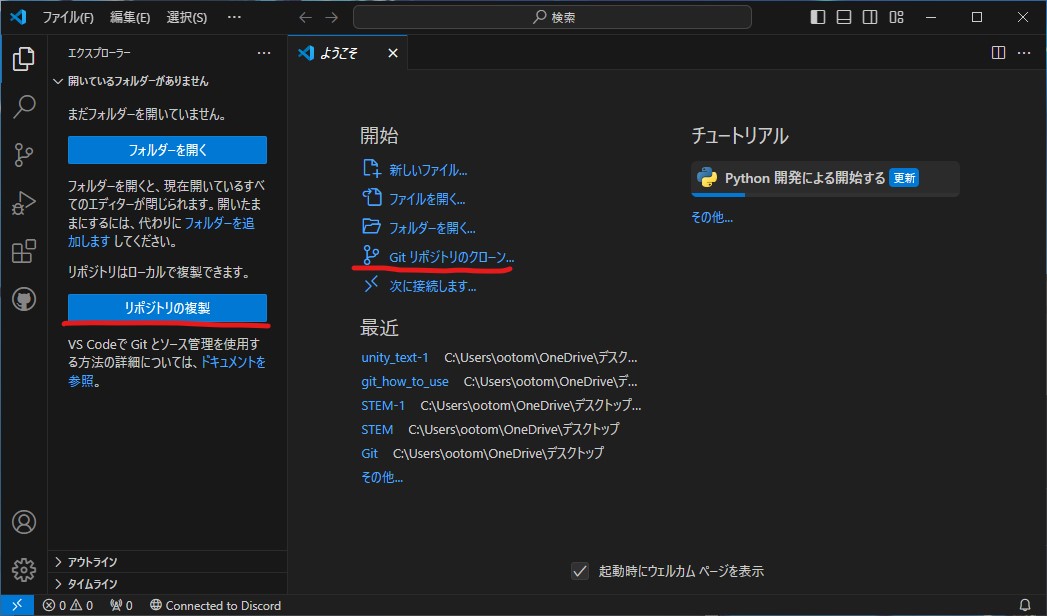 ファイル(F) 編集(E) 選択(S) … 検索
エクスプローラー …
開いているフォルダーがありません
まだフォルダーを開いていません。
フォルダーを開く
フォルダーを開くと、現在開いているすべ
てのエディターが閉じられます。開いたま
まにするには、代わりに フォルダーを追
加します してください。
リポジトリはローカルで複製できます。
リポジトリの複製
VS Codeで Git とソース管理を使用す
る方法の詳細については、ドキュメントを
参照。
アウトライン
タイムライン
ようこそ
開始
新しいファイル...
ファイルを開く...
フォルダーを開く...
Git リポジトリのクローン...
次に接続します...
最近
unity_text-1 C:\Users\ootom\OneDrive\デスク...
git_how_to_use C:\Users\ootom\OneDrive\デ...
STEM-1 C:\Users\ootom\OneDrive\デスクトップ...
STEM C:\Users\ootom\OneDrive\デスクトップ
Git C:\Users\ootom\OneDrive\デスクトップ
その他...
チュートリアル
Python 開発による開始する 更新
その他...
起動時にウェルカム ページを表示
0 0 0 Connected to Discord